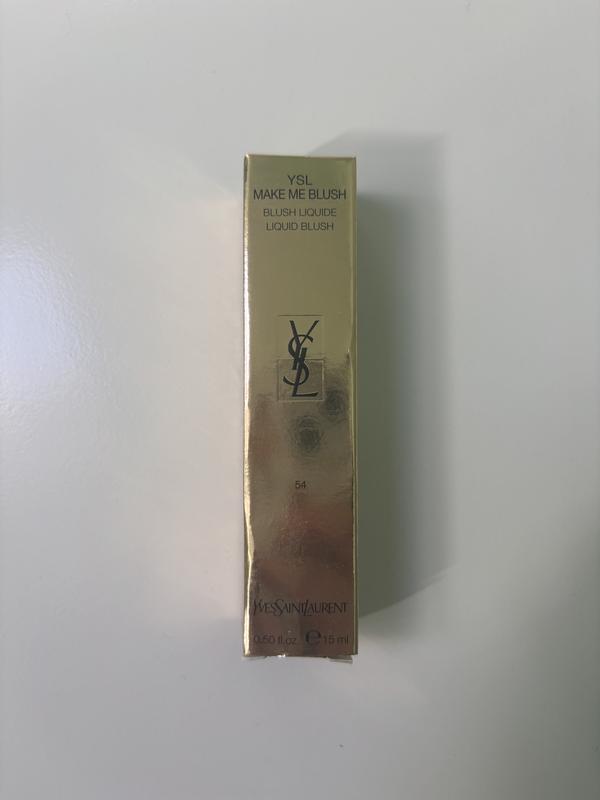 YSL
MAKE ME BLUSH
BLUSH LIQUIDE
LIQUID BLUSH
YSL
54
YVESSAINTLAURENT
0.50 fl.oz. ℮ 15 ml